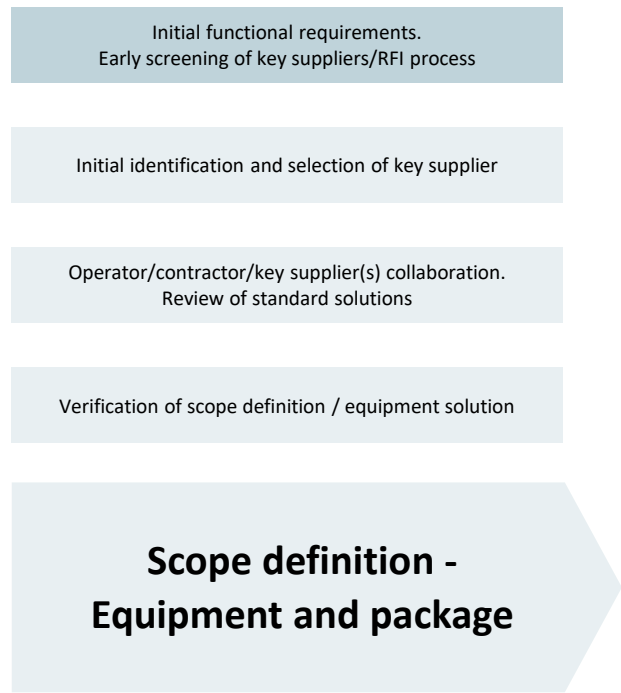 Initial functional requirements.
Early screening of key suppliers/RFI process
Initial identification and selection of key supplier
Operator/contractor/key supplier(s) collaboration.
Review of standard solutions
Verification of scope definition / equipment solution
Scope definition -
Equipment and package